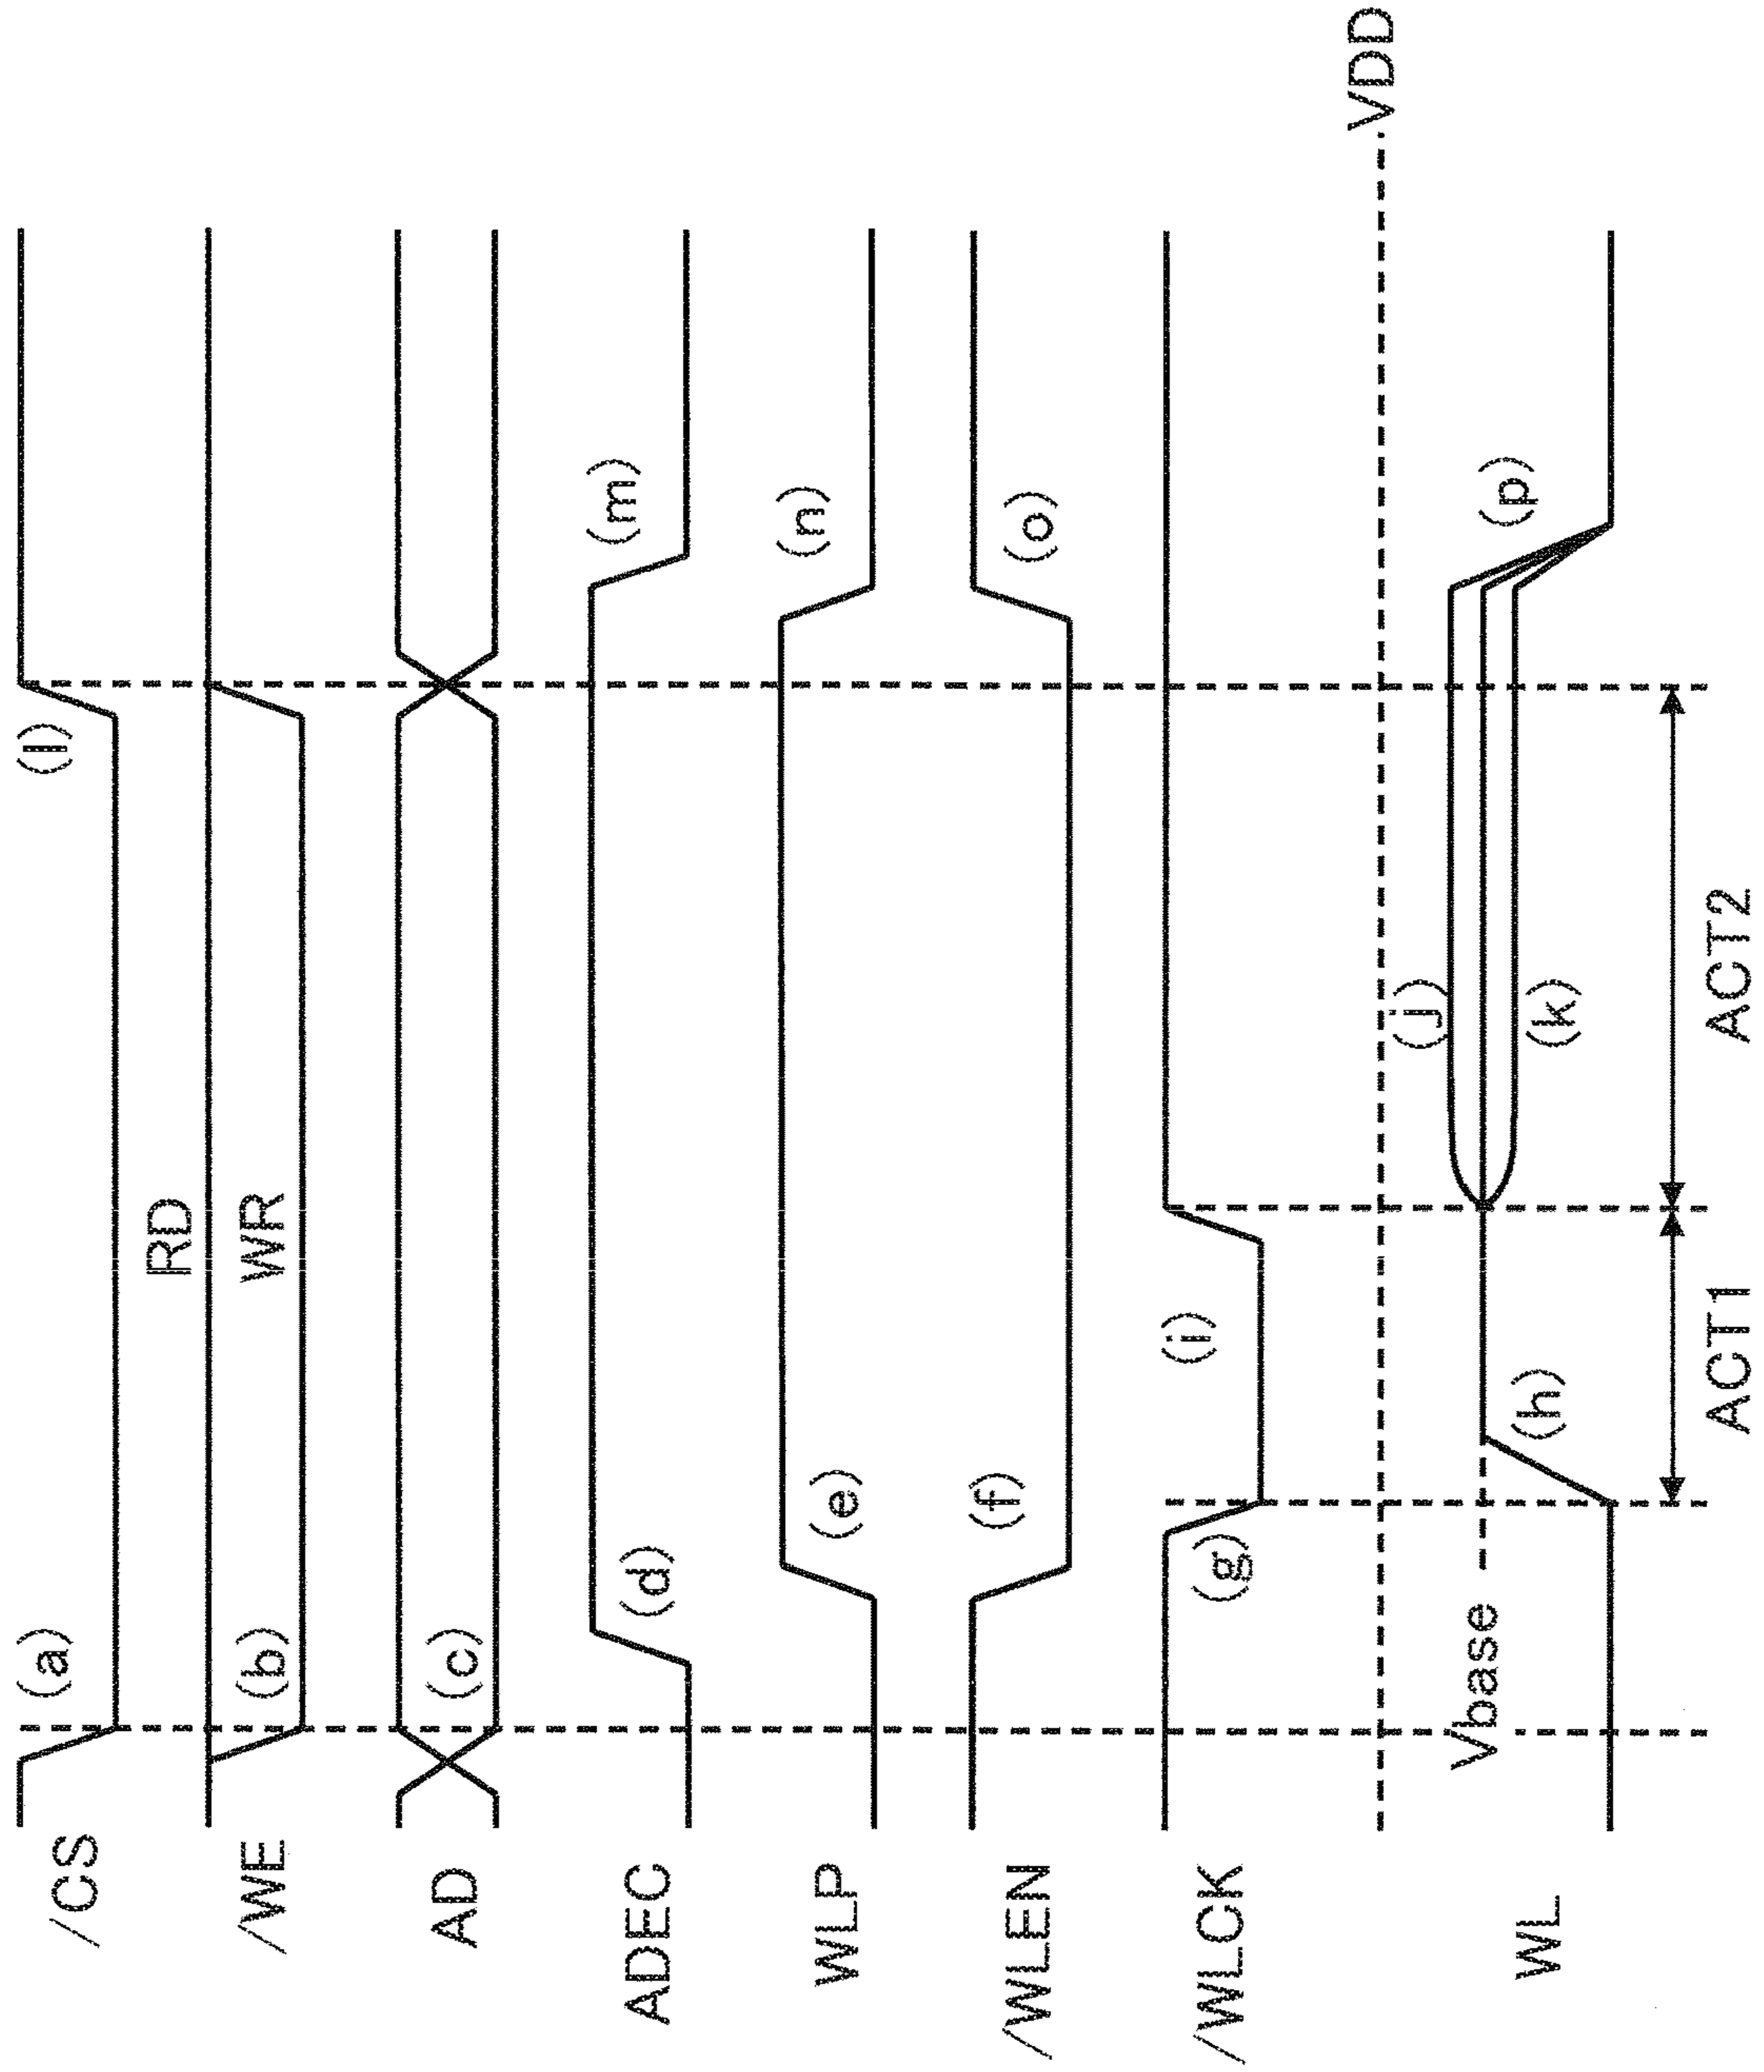 /CS
(a)
(l)
RD
/WE
(b)
WR
AD
(c)
ADEC
(d)
(m)
WLP
(e)
(n)
/WLEN
(f)
(o)
/WLCK
(g)
(i)
VDD
WL
Vbase
(h)
(j)
(k)
(p)
ACT1
ACT2